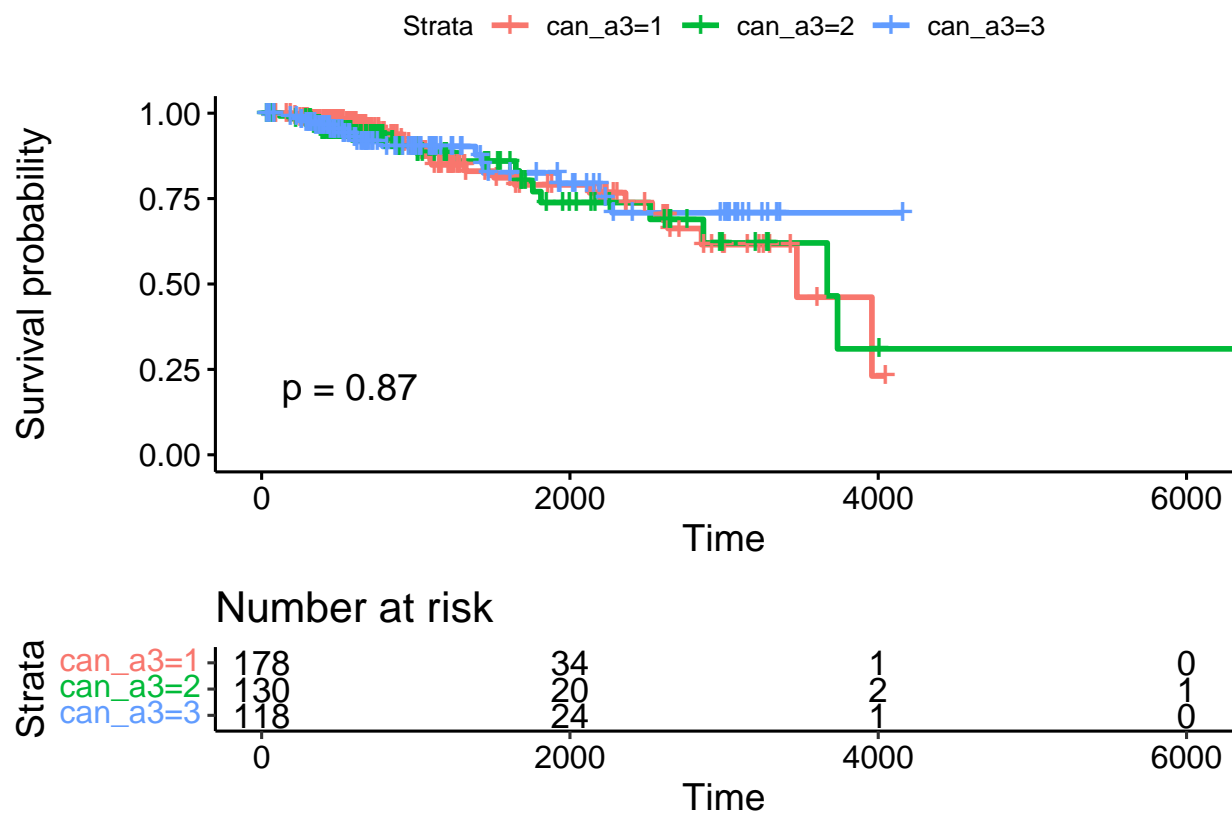 Strata can_a3=1 can_a3=2 can_a3=3
Survival probability
1.00
0.75
0.50
0.25
0.00
p = 0.87
0 2000 4000 6000
Time
Number at risk
Strata
can_a3=1 178 34 1 0
can_a3=2 130 20 2 1
can_a3=3 118 24 1 0
0 2000 4000 6000
Time